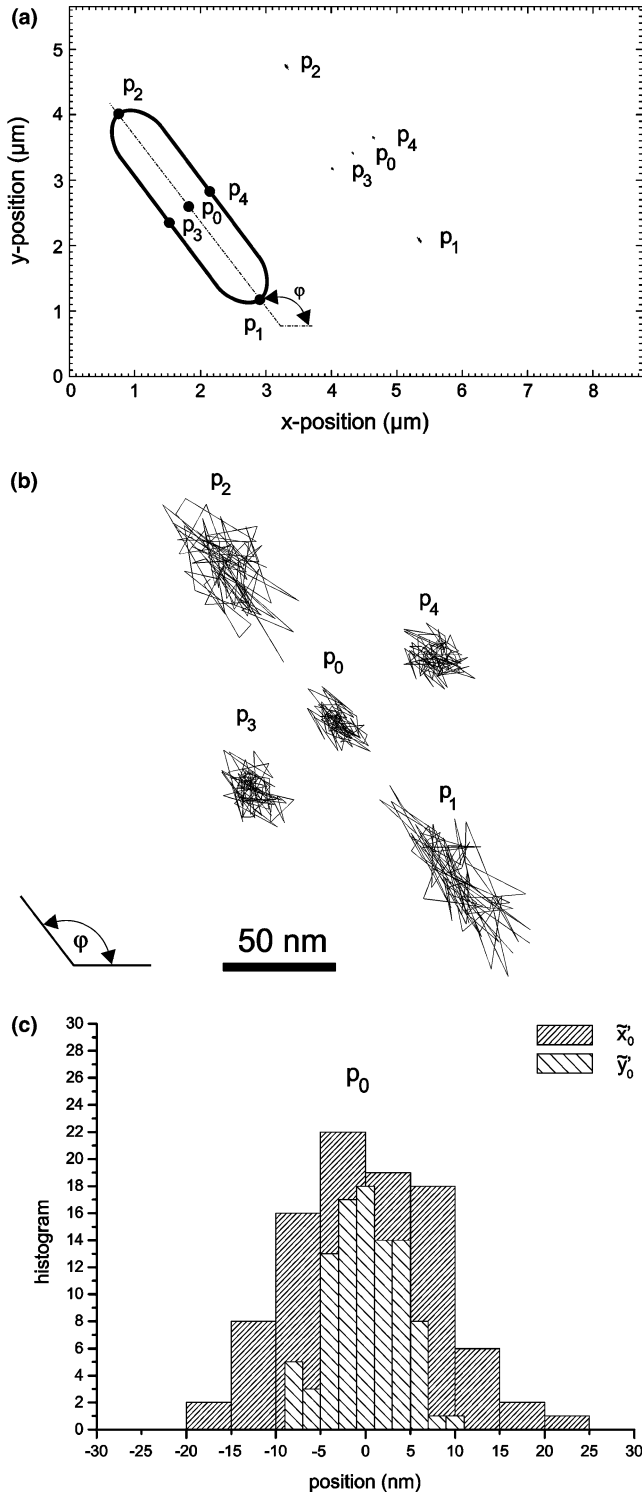 (a)
y-position (μm)
5
4
3
2
1
0
p2
p4
p0
p3
p1
φ
p2
p4
p0
p3
p1
0 1 2 3 4 5 6 7 8
x-position (μm)
(b)
p2
p4
p0
p3
p1
φ
50 nm
(c)
histogram
30
28
26
24
22
20
18
16
14
12
10
8
6
4
2
0
p0
x̃'0
ỹ'0
-30 -25 -20 -15 -10 -5 0 5 10 15 20 25 30
position (nm)